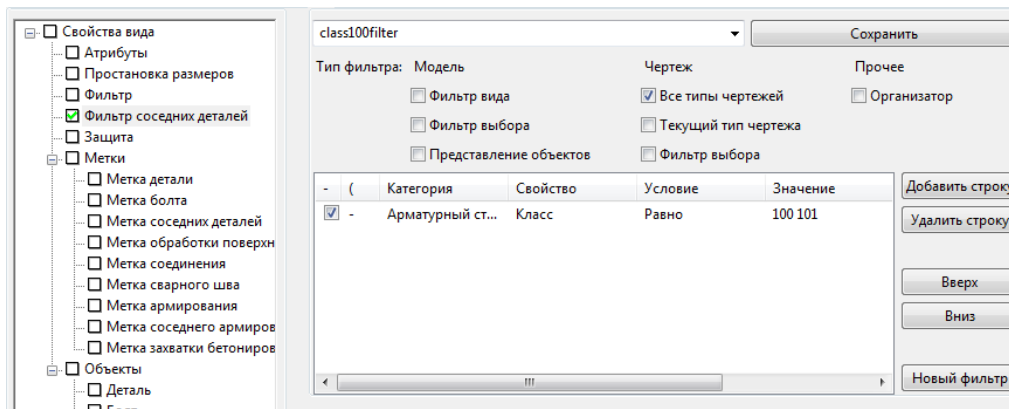 Свойства вида
Атрибуты
Простановка размеров
Фильтр
Фильтр соседних деталей
Защита
Метки
Метка детали
Метка болта
Метка соседних деталей
Метка обработки поверхн
Метка соединения
Метка сварного шва
Метка армирования
Метка соседнего армиров
Метка захватки бетониров
Объекты
Деталь
class100filter Сохранить
Тип фильтра: Модель Чертеж Прочее
Фильтр вида Все типы чертежей Организатор
Фильтр выбора Текущий тип чертежа
Представление объектов Фильтр выбора
- ( Категория Свойство Условие Значение
- Арматурный ст... Класс Равно 100 101
Добавить строку
Удалить строку
Вверх
Вниз
Новый фильтр